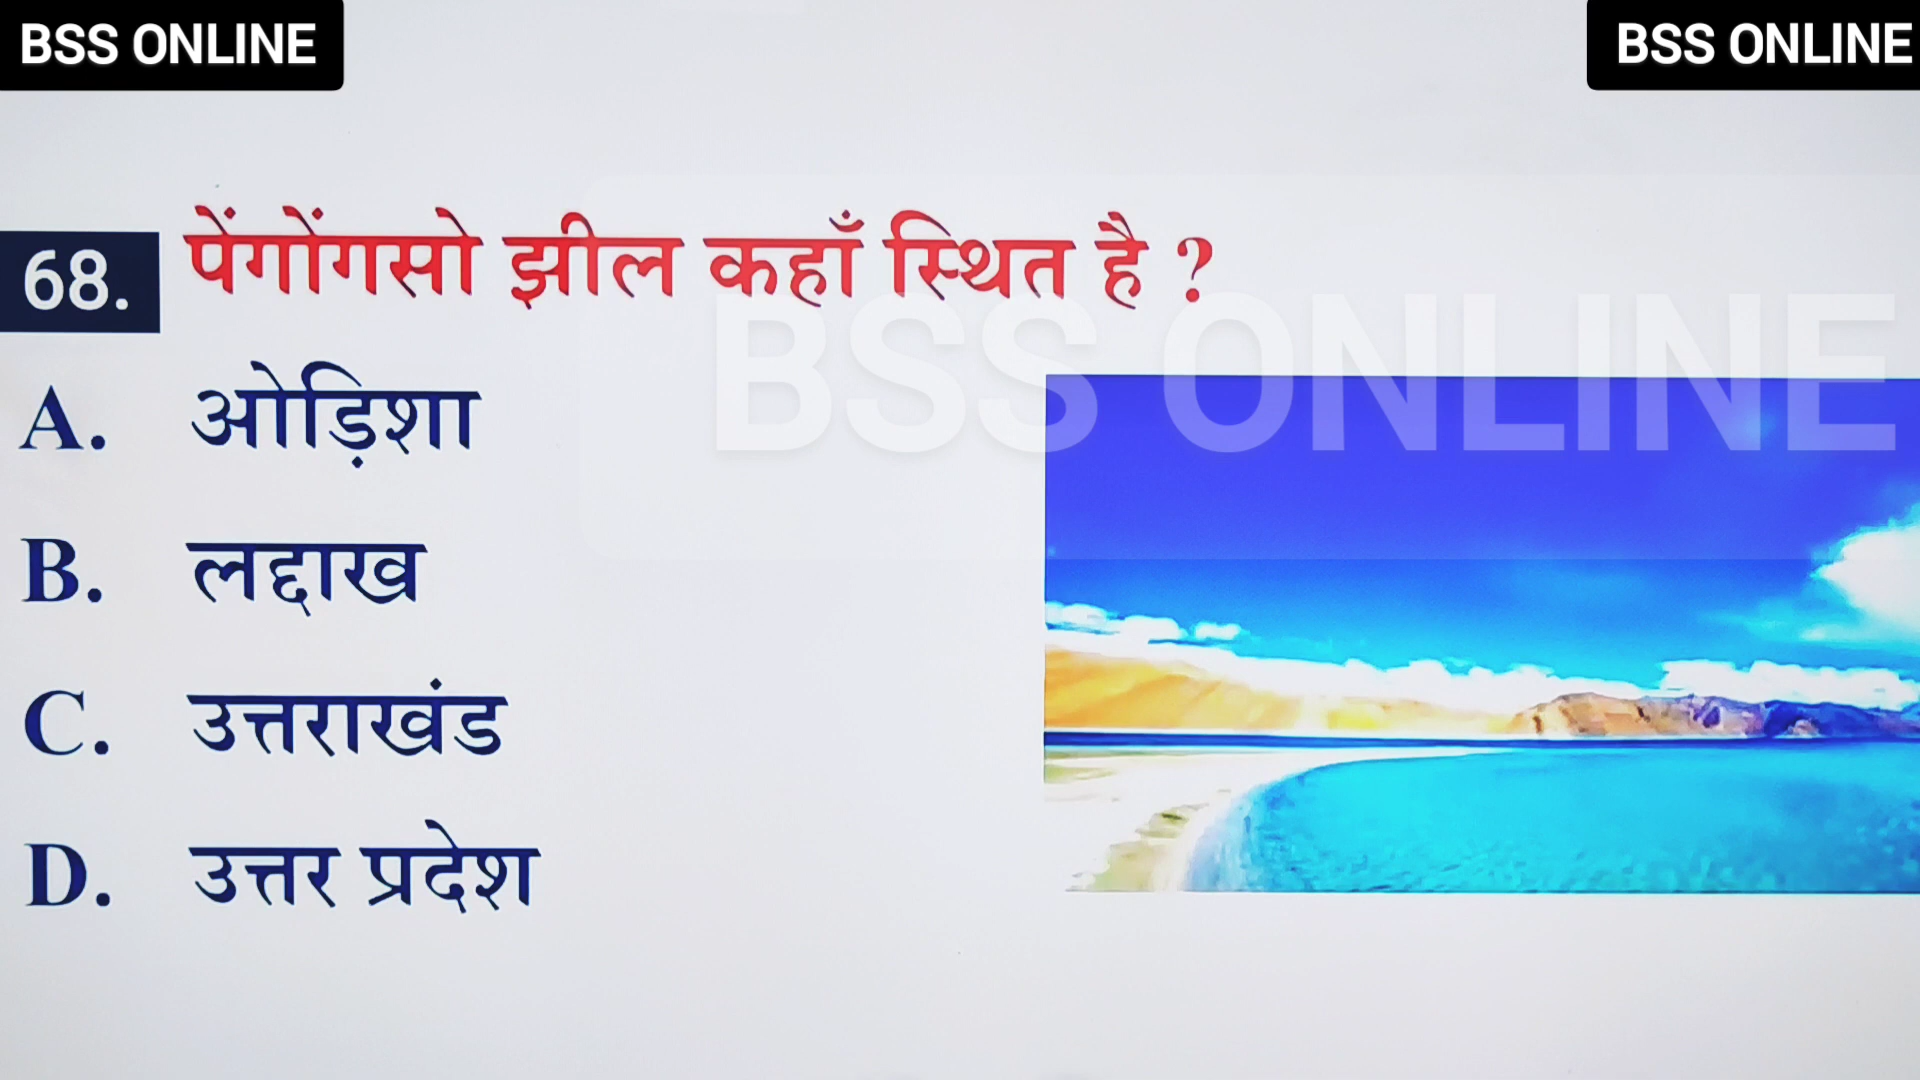 BSS ONLINE
BSS ONLINE
68. पेंगोंगसो झील कहाँ स्थित है ?
BSS ONLINE
A. ओड़िशा
B. लद्दाख
C. उत्तराखंड
D. उत्तर प्रदेश